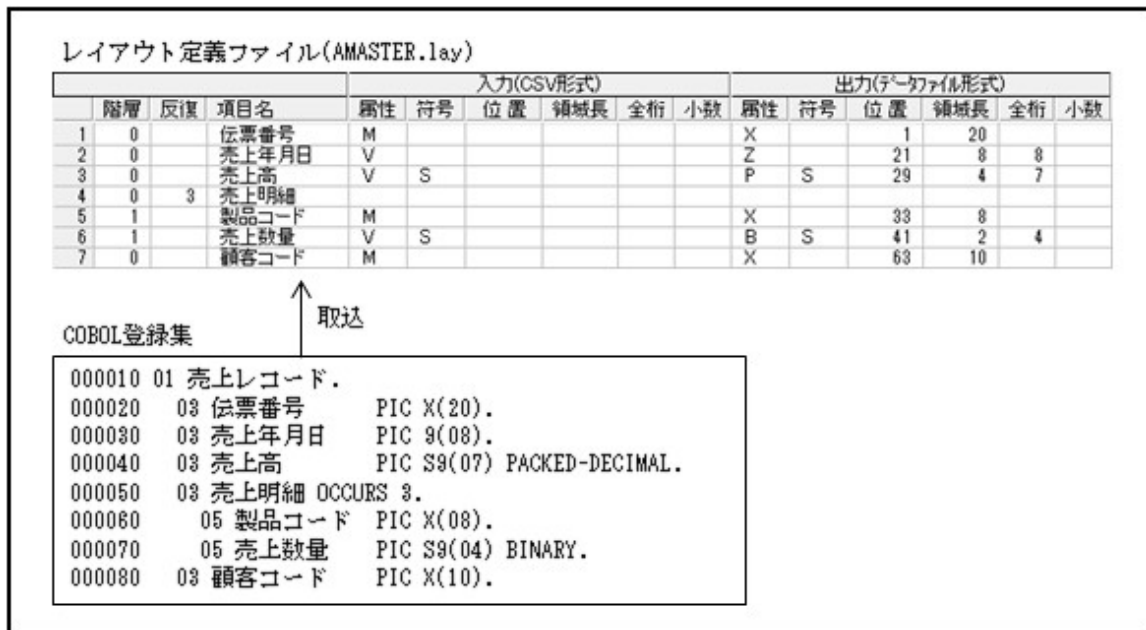 レイアウト定義ファイル(AMASTER.lay)
入力(CSV形式) 出力(データファイル形式)
階層 反復 項目名 属性 符号 位置 領域長 全桁 小数 属性 符号 位置 領域長 全桁 小数
1 0 伝票番号 M X 1 20
2 0 売上年月日 V Z 21 8 8
3 0 売上高 V S P S 29 4 7
4 0 3 売上明細
5 1 製品コード M X 33 8
6 1 売上数量 V S B S 41 2 4
7 0 顧客コード M X 63 10
取込
COBOL登録集
000010 01 売上レコード.
000020 03 伝票番号 PIC X(20).
000030 03 売上年月日 PIC 9(08).
000040 03 売上高 PIC S9(07) PACKED-DECIMAL.
000050 03 売上明細 OCCURS 3.
000060 05 製品コード PIC X(08).
000070 05 売上数量 PIC S9(04) BINARY.
000080 03 顧客コード PIC X(10).